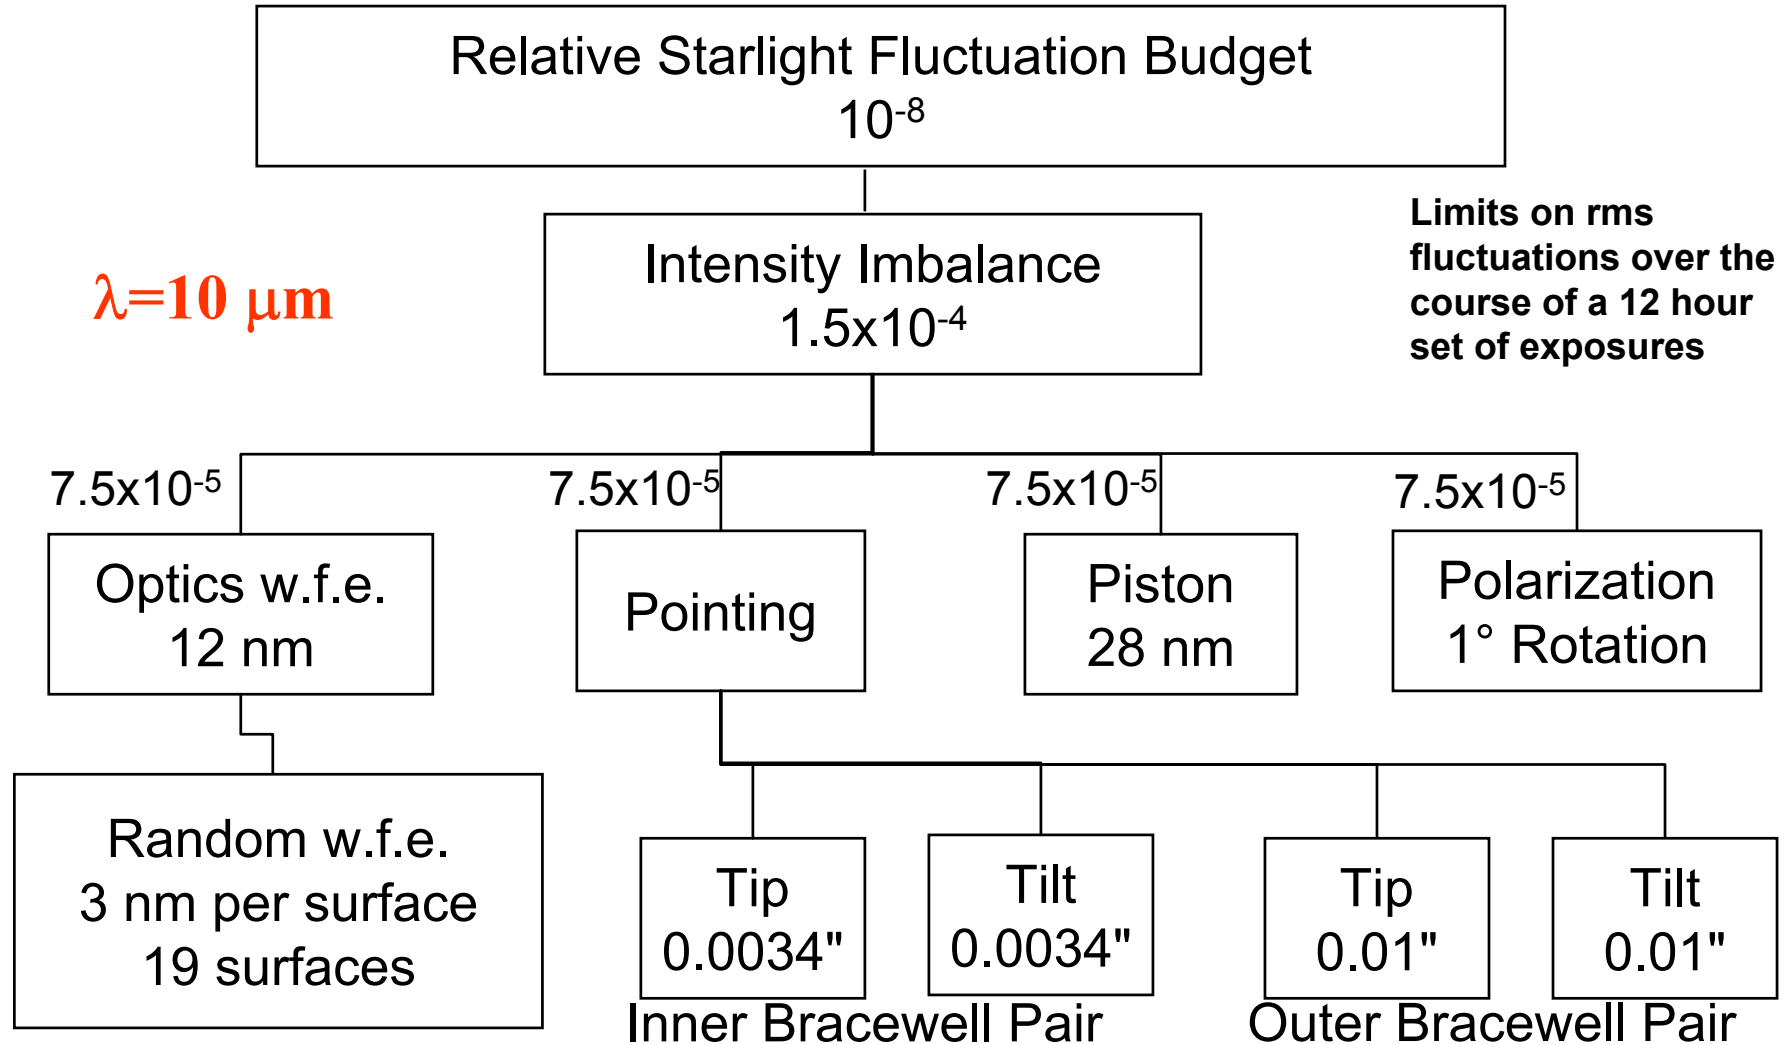 Relative Starlight Fluctuation Budget
10⁻⁸
λ=10 μm
Intensity Imbalance
1.5x10⁻⁴
Limits on rms
fluctuations over the
course of a 12 hour
set of exposures
7.5x10⁻⁵
7.5x10⁻⁵
7.5x10⁻⁵
7.5x10⁻⁵
Optics w.f.e.
12 nm
Pointing
Piston
28 nm
Polarization
1° Rotation
Random w.f.e.
3 nm per surface
19 surfaces
Tip
0.0034"
Tilt
0.0034"
Tip
0.01"
Tilt
0.01"
Inner Bracewell Pair
Outer Bracewell Pair